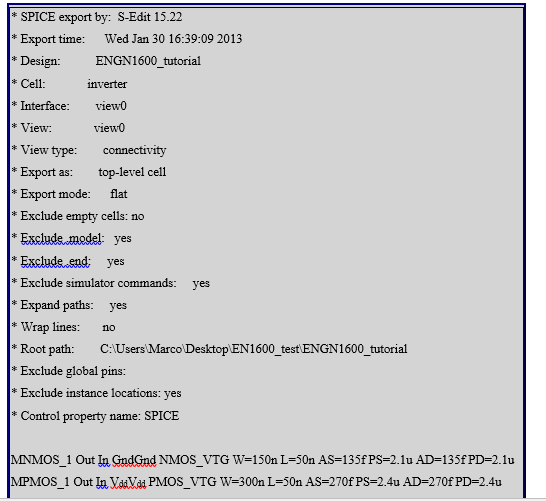 * SPICE export by: S-Edit 15.22
* Export time: Wed Jan 30 16:39:09 2013
* Design: ENGN1600_tutorial
* Cell: inverter
* Interface: view0
* View: view0
* View type: connectivity
* Export as: top-level cell
* Export mode: flat
* Exclude empty cells: no
* Exclude .model: yes
* Exclude .end: yes
* Exclude simulator commands: yes
* Expand paths: yes
* Wrap lines: no
* Root path: C:\Users\Marco\Desktop\EN1600_test\ENGN1600_tutorial
* Exclude global pins:
* Exclude instance locations: yes
* Control property name: SPICE
MNMOS_1 Out In GndGnd NMOS_VTG W=150n L=50n AS=135f PS=2.1u AD=135f PD=2.1u
MPMOS_1 Out In VddVdd PMOS_VTG W=300n L=50n AS=270f PS=2.4u AD=270f PD=2.4u